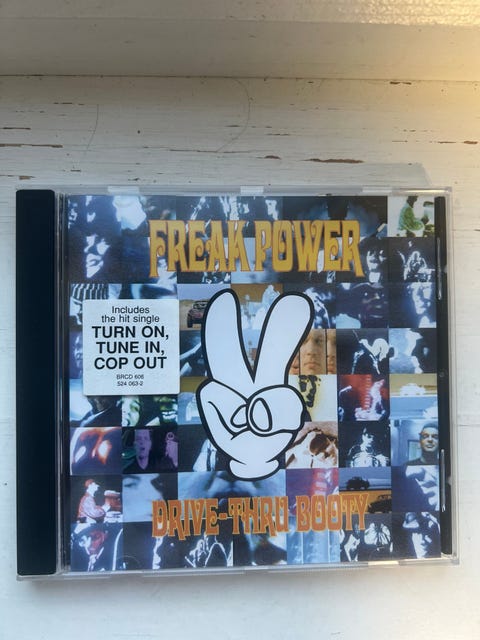 FREAK POWER
Includes
the hit single
TURN ON,
TUNE IN,
COP OUT
BRCD 606
524 063-2
DRIVE-THRU BOOTY